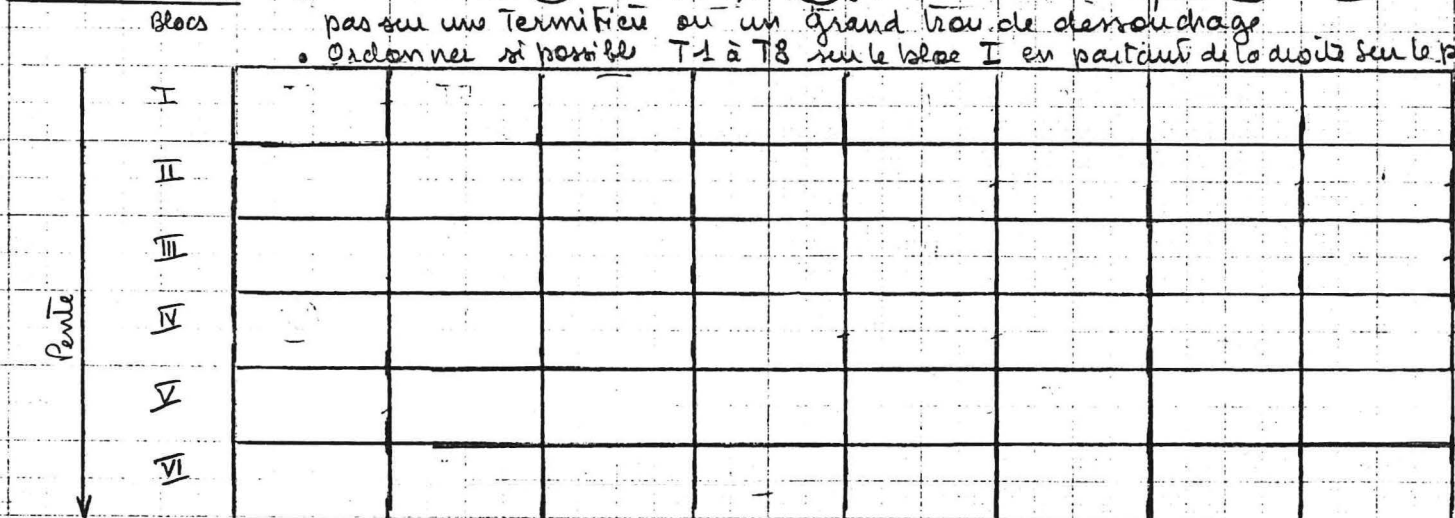 Blocs
pas sur une Termitière ou un grand trou de dessouchage
• Ordonner si possible T1 à T8 sur le bloc I en partant de la droite sur le
I
II
III
IV
V
VI
Pente